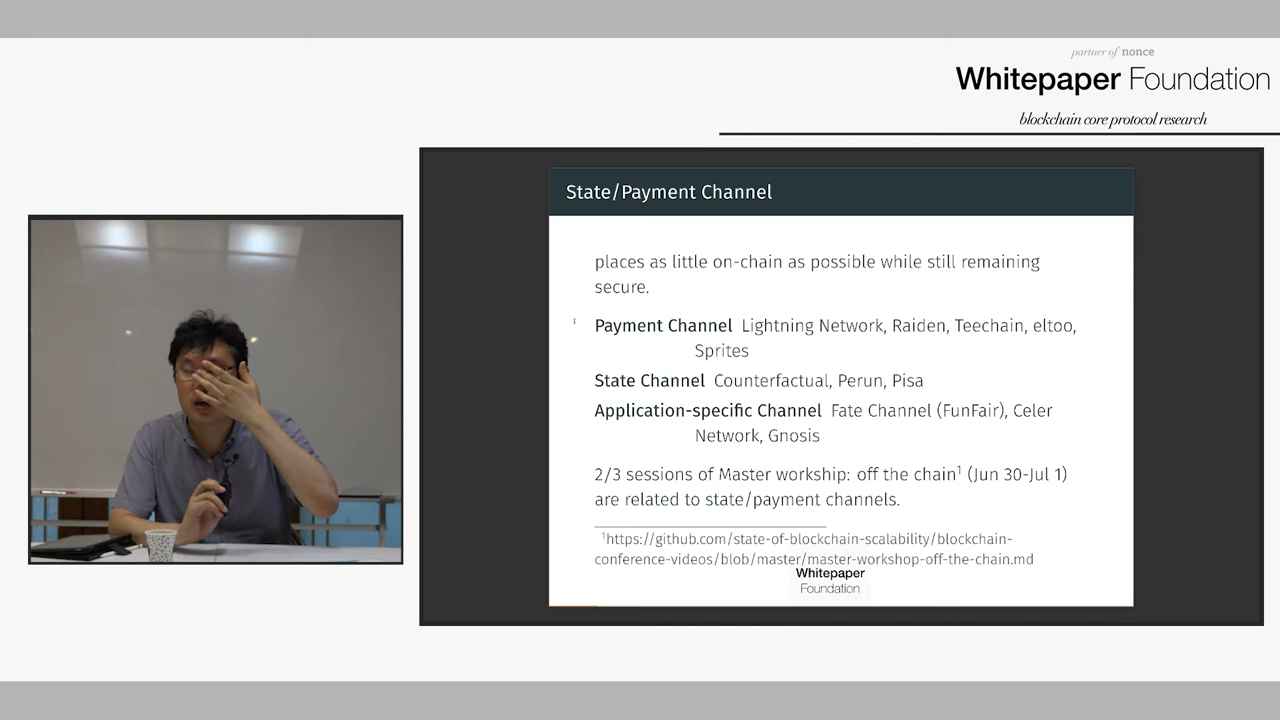 partner of nonce
Whitepaper Foundation
blockchain core protocol research
State/Payment Channel
places as little on-chain as possible while still remaining
secure.
Payment Channel Lightning Network, Raiden, Teechain, eltoo,
Sprites
State Channel Counterfactual, Perun, Pisa
Application-specific Channel Fate Channel (FunFair), Celer
Network, Gnosis
2/3 sessions of Master workshop: off the chain¹ (Jun 30-Jul 1)
are related to state/payment channels.
¹https://github.com/state-of-blockchain-scalability/blockchain-
conference-videos/blob/master/master-workshop-off-the-chain.md
Whitepaper
Foundation